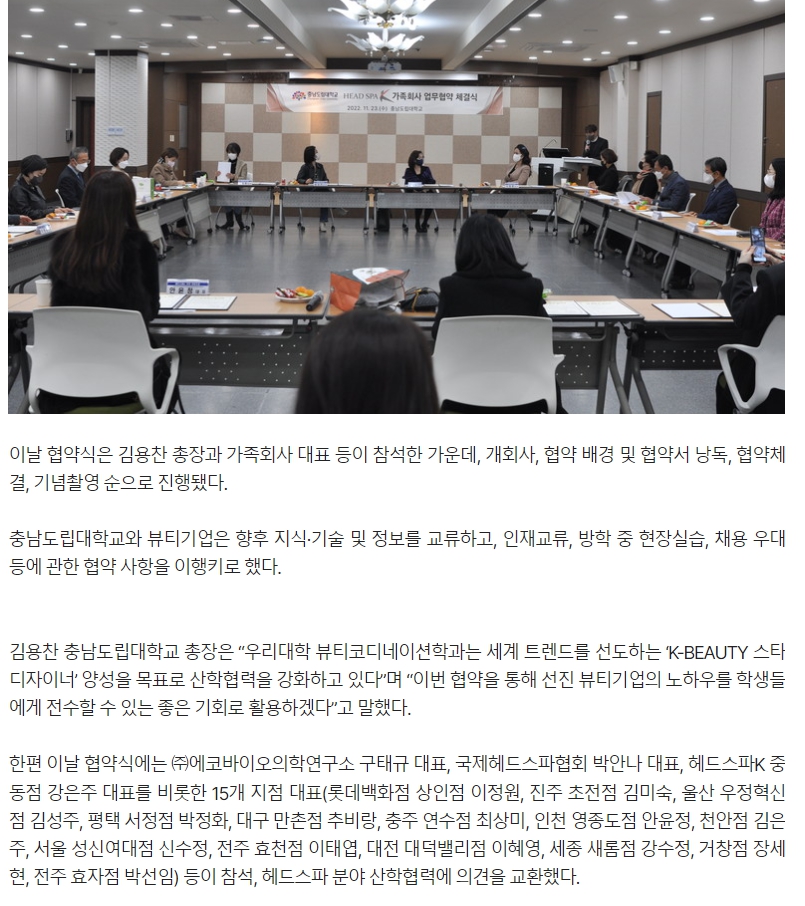 충남도립대학교 HEAD SPA K 가족회사 업무협약 체결식
2022. 11. 23.(수) 충남도립대학교
이날 협약식은 김용찬 총장과 가족회사 대표 등이 참석한 가운데, 개회사, 협약 배경 및 협약서 낭독, 협약체
결, 기념촬영 순으로 진행됐다.
충남도립대학교와 뷰티기업은 향후 지식·기술 및 정보를 교류하고, 인재교류, 방학 중 현장실습, 채용 우대
등에 관한 협약 사항을 이행키로 했다.
김용찬 충남도립대학교 총장은 “우리대학 뷰티코디네이션학과는 세계 트렌드를 선도하는 ‘K-BEAUTY 스타
디자이너’ 양성을 목표로 산학협력을 강화하고 있다”며 “이번 협약을 통해 선진 뷰티기업의 노하우를 학생들
에게 전수할 수 있는 좋은 기회로 활용하겠다”고 말했다.
한편 이날 협약식에는 ㈜에코바이오의학연구소 구태규 대표, 국제헤드스파협회 박안나 대표, 헤드스파K 중
동점 강은주 대표를 비롯한 15개 지점 대표(롯데백화점 상인점 이정원, 진주 초전점 김미숙, 울산 우정혁신
점 김성주, 평택 서정점 박정화, 대구 만촌점 추비랑, 충주 연수점 최상미, 인천 영종도점 안윤정, 천안점 김은
주, 서울 성신여대점 신수정, 전주 효천점 이태엽, 대전 대덕밸리점 이혜영, 세종 새롬점 강수정, 거창점 장세
현, 전주 효자점 박선임) 등이 참석, 헤드스파 분야 산학협력에 의견을 교환했다.